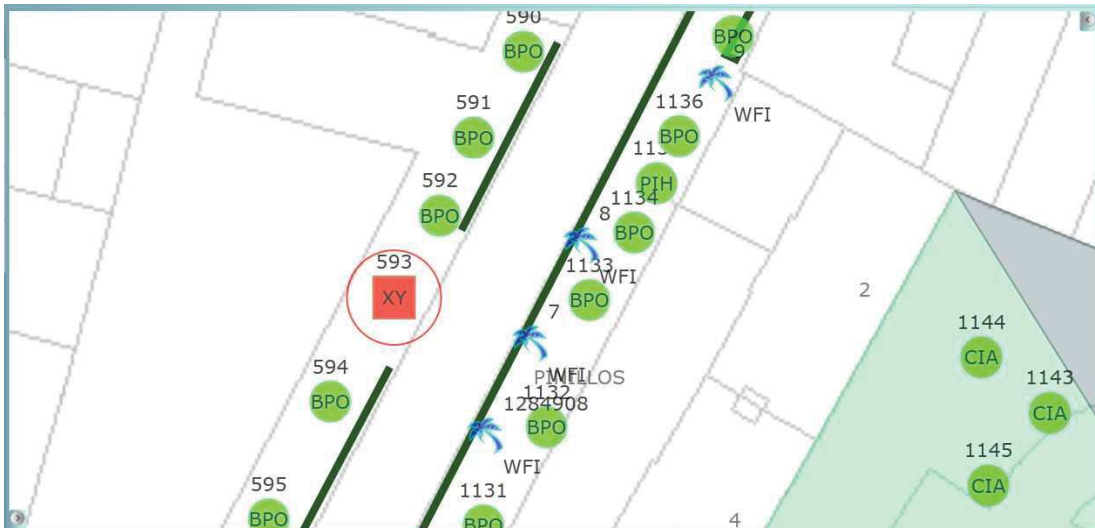 590
BPO
BPO
9
591
BPO
WFI
1136
BPO
592
BPO
PIH
1134
8
BPO
593
XY
1133
WFI
BPO
7
2
594
BPO
WFI
PINILLOS
1132
1284908
BPO
1144
CIA
1143
CIA
WFI
1145
CIA
595
BPO
1131
BPO
4